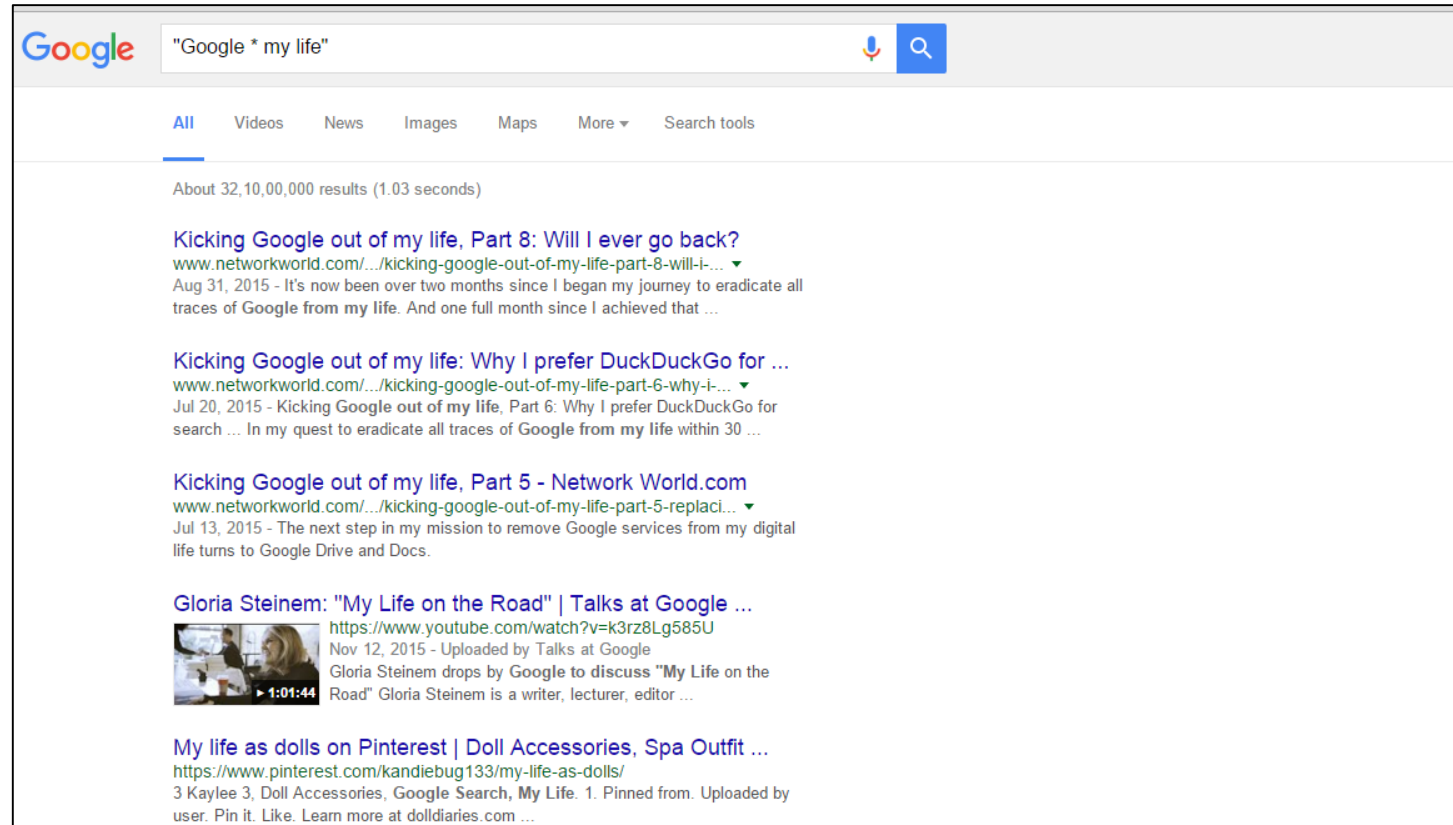 Google
"Google * my life"
All Videos News Images Maps More Search tools
About 32,10,00,000 results (1.03 seconds)
Kicking Google out of my life, Part 8: Will I ever go back?
www.networkworld.com/.../kicking-google-out-of-my-life-part-8-will-i-...
Aug 31, 2015 - It's now been over two months since I began my journey to eradicate all
traces of Google from my life. And one full month since I achieved that ...
Kicking Google out of my life: Why I prefer DuckDuckGo for ...
www.networkworld.com/.../kicking-google-out-of-my-life-part-6-why-i-...
Jul 20, 2015 - Kicking Google out of my life, Part 6: Why I prefer DuckDuckGo for
search ... In my quest to eradicate all traces of Google from my life within 30 ...
Kicking Google out of my life, Part 5 - Network World.com
www.networkworld.com/.../kicking-google-out-of-my-life-part-5-replaci...
Jul 13, 2015 - The next step in my mission to remove Google services from my digital
life turns to Google Drive and Docs.
Gloria Steinem: "My Life on the Road" | Talks at Google ...
https://www.youtube.com/watch?v=k3rz8Lg585U
Nov 12, 2015 - Uploaded by Talks at Google
Gloria Steinem drops by Google to discuss "My Life on the
1:01:44 Road" Gloria Steinem is a writer, lecturer, editor ...
My life as dolls on Pinterest | Doll Accessories, Spa Outfit ...
https://www.pinterest.com/kandiebug133/my-life-as-dolls/
3 Kaylee 3, Doll Accessories, Google Search, My Life. 1. Pinned from. Uploaded by
user. Pin it. Like. Learn more at dolldiaries.com ...